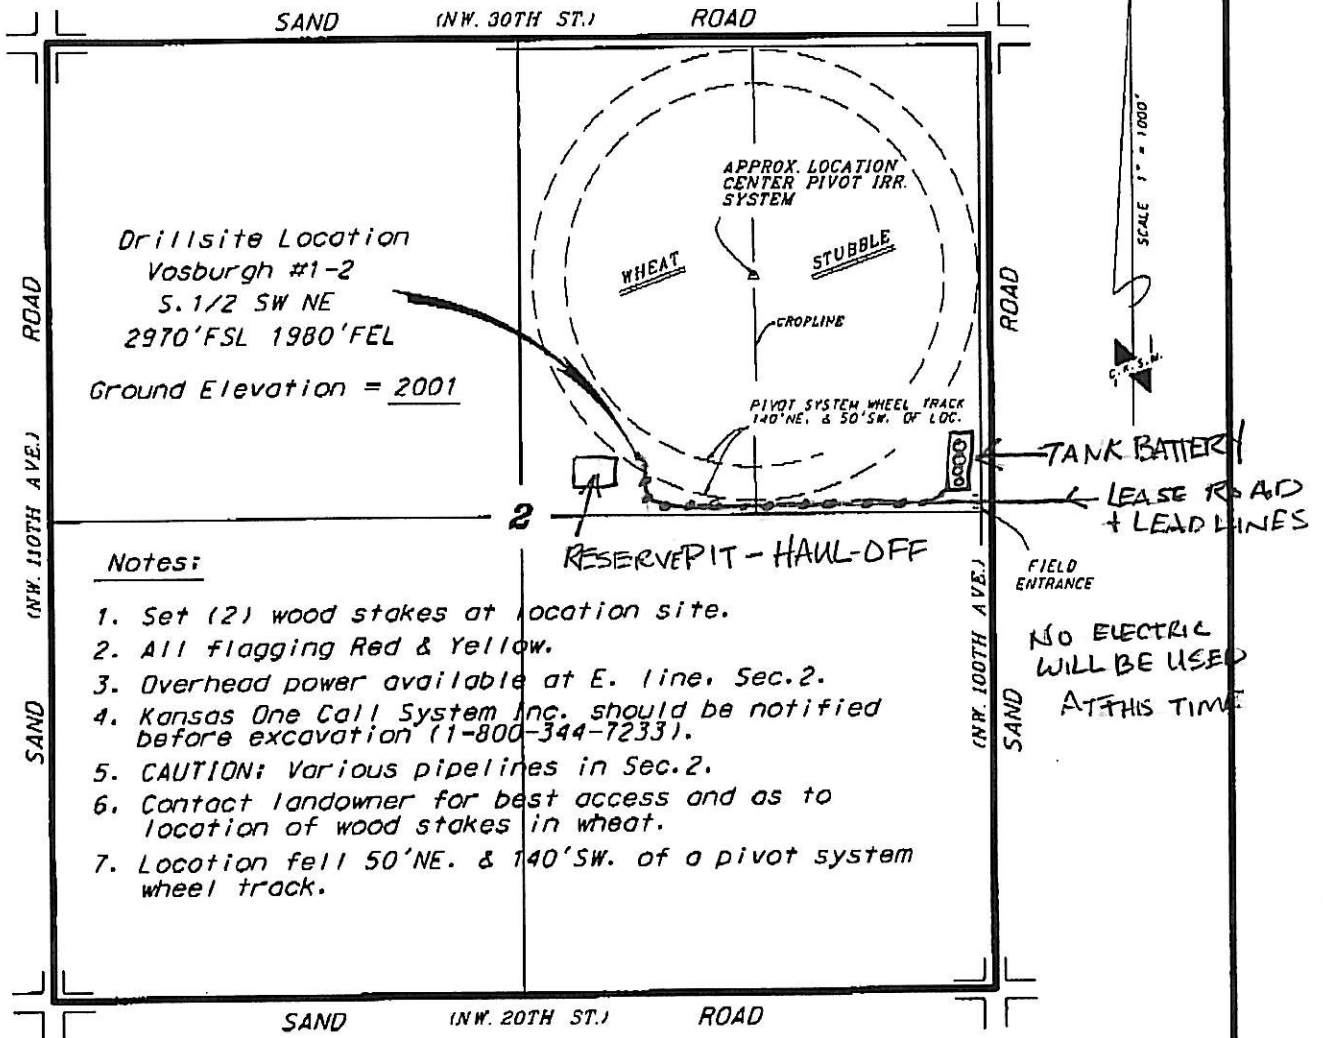 SAND (NW. 30TH ST.) ROAD
SCALE 1" = 1000'
APPROX. LOCATION
CENTER PIVOT IRR.
SYSTEM
Drillsite Location
Vosburgh #1-2
S. 1/2 SW NE
2970'FSL 1980'FEL
Ground Elevation = 2001
WHEAT
STUBBLE
ROAD
ROAD
CROPLINE
C.K.S.W.
PIVOT SYSTEM WHEEL TRACK
140'NE. & 50'SW. OF LOC.
TANK BATTERY
LEASE ROAD
+ LEAD LINES
2
RESERVE PIT - HAUL-OFF
FIELD
ENTRANCE
(NW. 110TH AVE.)
(NW. 100TH AVE.)
NO ELECTRIC
WILL BE USED
AT THIS TIME
SAND
SAND
Notes:
1. Set (2) wood stakes at location site.
2. All flagging Red & Yellow.
3. Overhead power available at E. line. Sec.2.
4. Kansas One Call System Inc. should be notified
before excavation (1-800-344-7233).
5. CAUTION: Various pipelines in Sec.2.
6. Contact landowner for best access and as to
location of wood stakes in wheat.
7. Location fell 50'NE. & 140'SW. of a pivot system
wheel track.
SAND (NW. 20TH ST.) ROAD